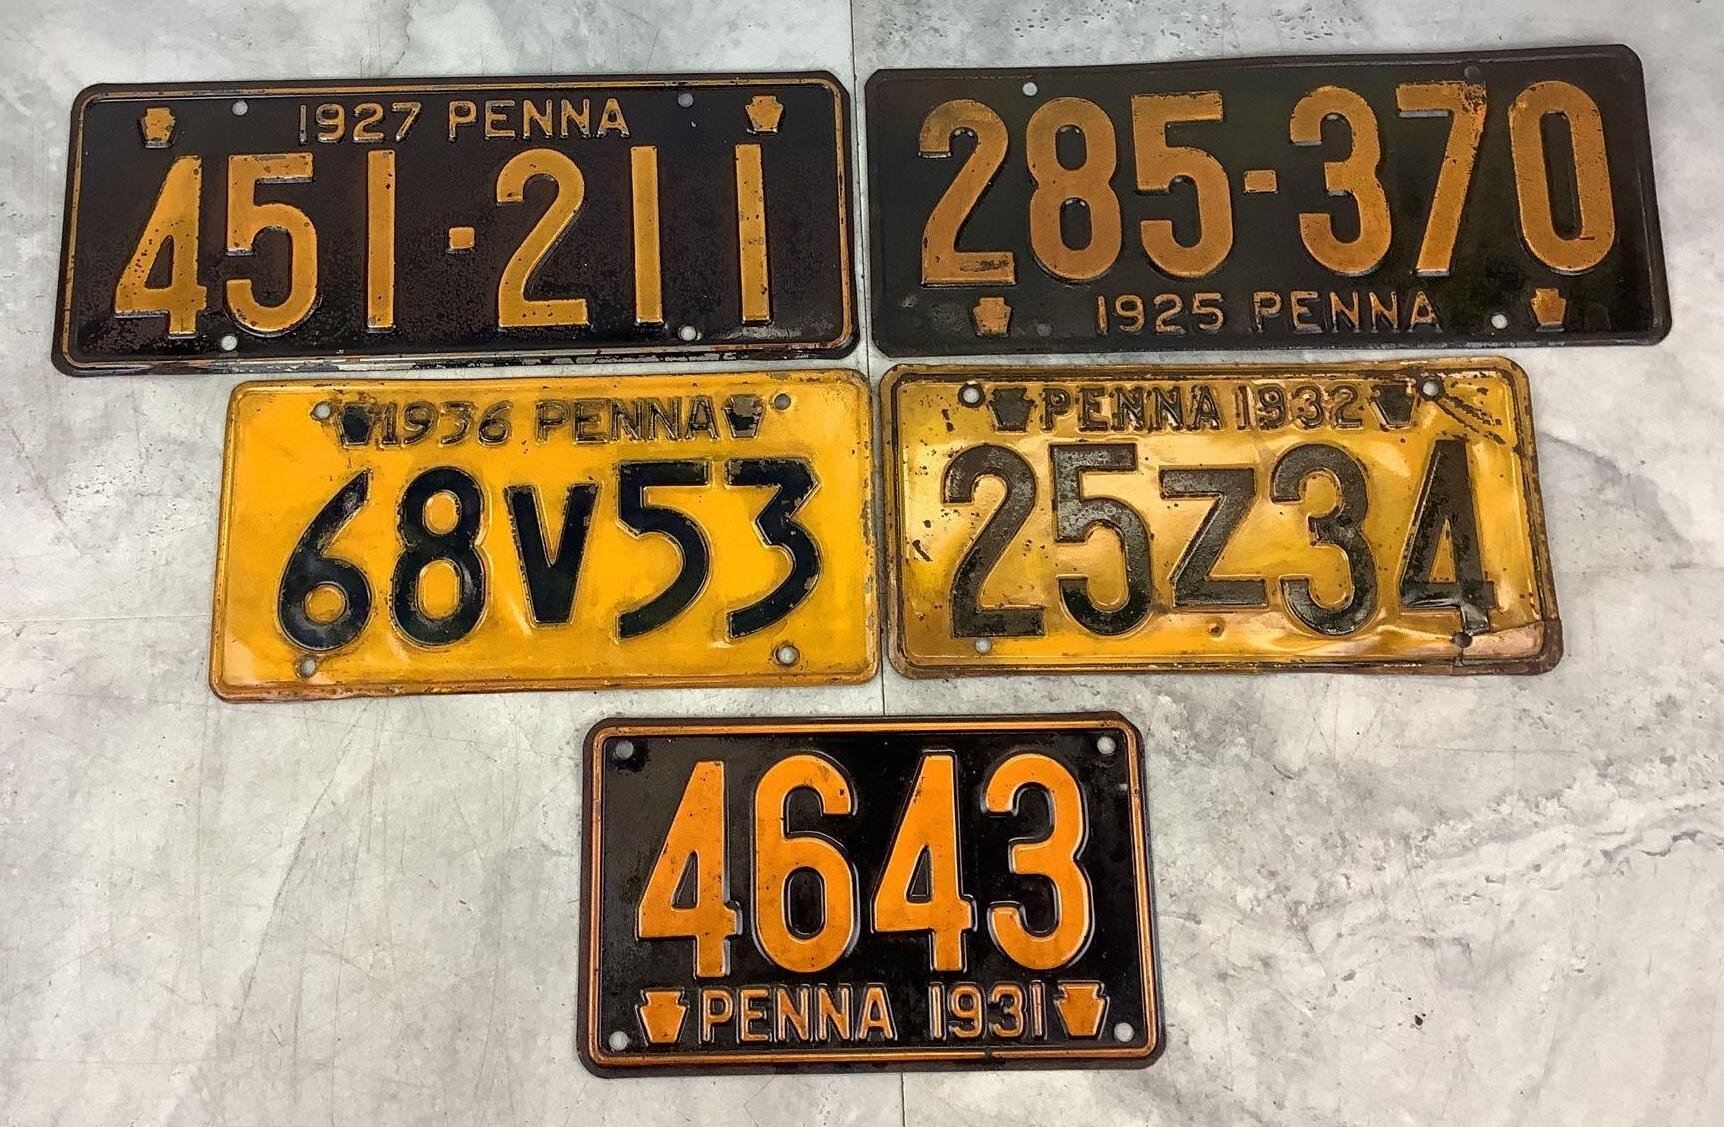 1927 PENNA
451-211
285-370
1925 PENNA
1936 PENNA
68V53
PENNA 1932
25Z34
4643
PENNA 1931